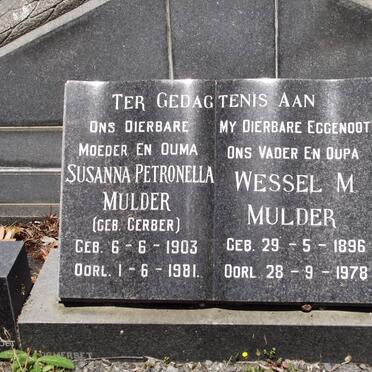 TER GEDAGTENIS AAN
ONS DIERBARE
MOEDER EN OUMA
SUSANNA PETRONELLA
MULDER
(GEB. GERBER)
GEB. 6 - 6 - 1903
OORL. 1 - 6 - 1981.
MY DIERBARE EGGENOOT
ONS VADER EN OUPA
WESSEL M
MULDER
GEB. 29 - 5 - 1896
OORL. 28 - 9 - 1978